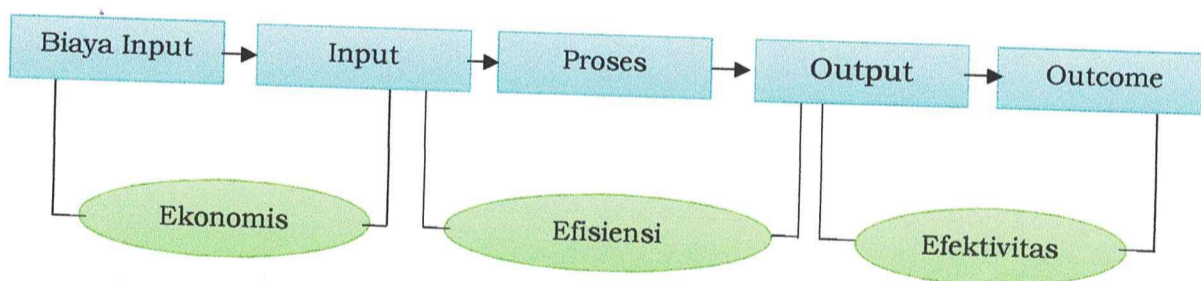 Biaya Input
Input
Proses
Output
Outcome
Ekonomis
Efisiensi
Efektivitas